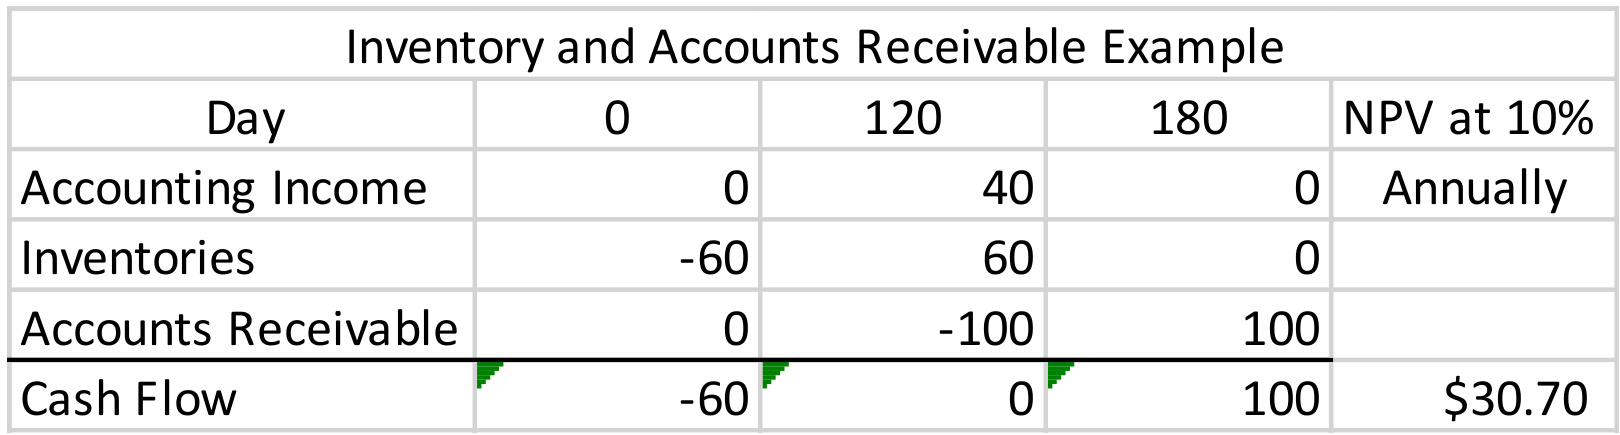 Inventory and Accounts Receivable Example
Day 0 120 180 NPV at 10%
Accounting Income 0 40 0 Annually
Inventories -60 60 0
Accounts Receivable 0 -100 100
Cash Flow -60 0 100 $30.70